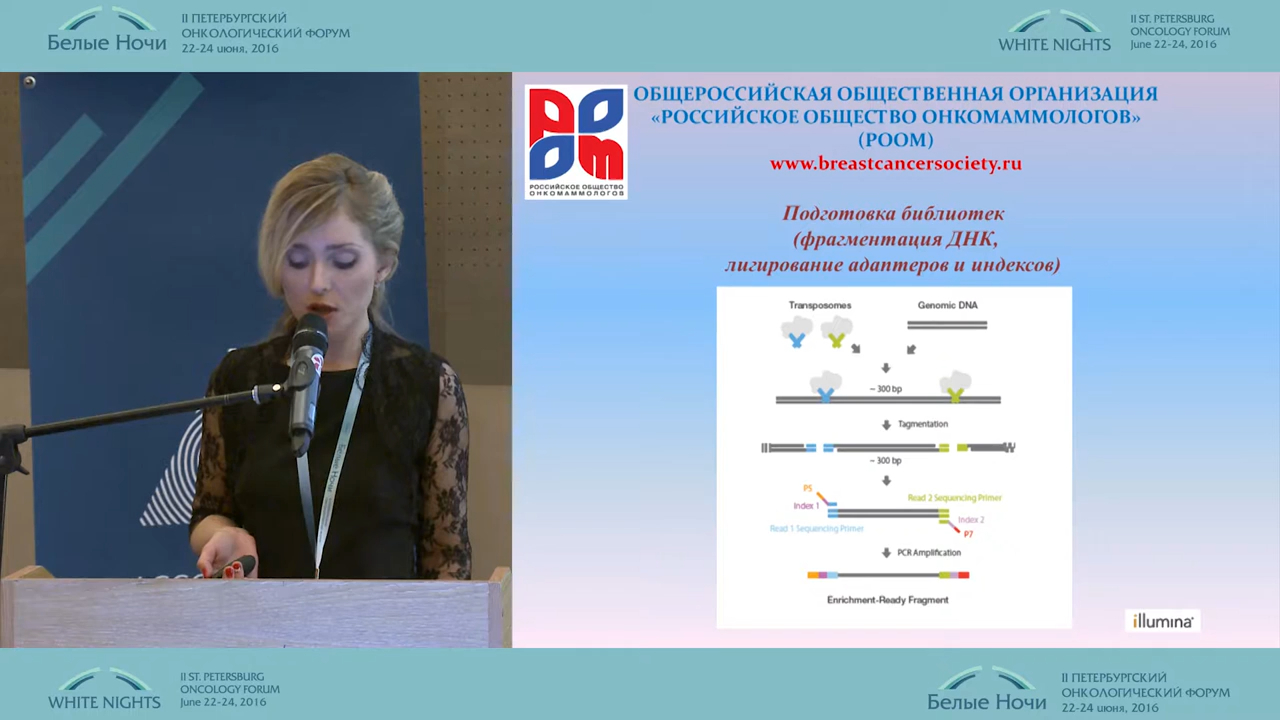 Белые Ночи
II ПЕТЕРБУРГСКИЙ
ОНКОЛОГИЧЕСКИЙ ФОРУМ
22-24 июня, 2016
WHITE NIGHTS
II ST. PETERSBURG
ONCOLOGY FORUM
June 22-24, 2016
РОССИЙСКОЕ ОБЩЕСТВО
ОНКОМАММОЛОГОВ
ОБЩЕРОССИЙСКАЯ ОБЩЕСТВЕННАЯ ОРГАНИЗАЦИЯ
«РОССИЙСКОЕ ОБЩЕСТВО ОНКОМАММОЛОГОВ»
(РООМ)
www.breastcancersociety.ru
Подготовка библиотек
(фрагментация ДНК,
лигирование адаптеров и индексов)
Transposomes
Genomic DNA
~ 300 bp
Tagmentation
~ 300 bp
P5
Index 1
Read 1 Sequencing Primer
Read 2 Sequencing Primer
Index 2
P7
PCR Amplification
Enrichment-Ready Fragment
illumina
WHITE NIGHTS
II ST. PETERSBURG
ONCOLOGY FORUM
June 22-24, 2016
Белые Ночи
II ПЕТЕРБУРГСКИЙ
ОНКОЛОГИЧЕСКИЙ ФОРУМ
22-24 июня, 2016